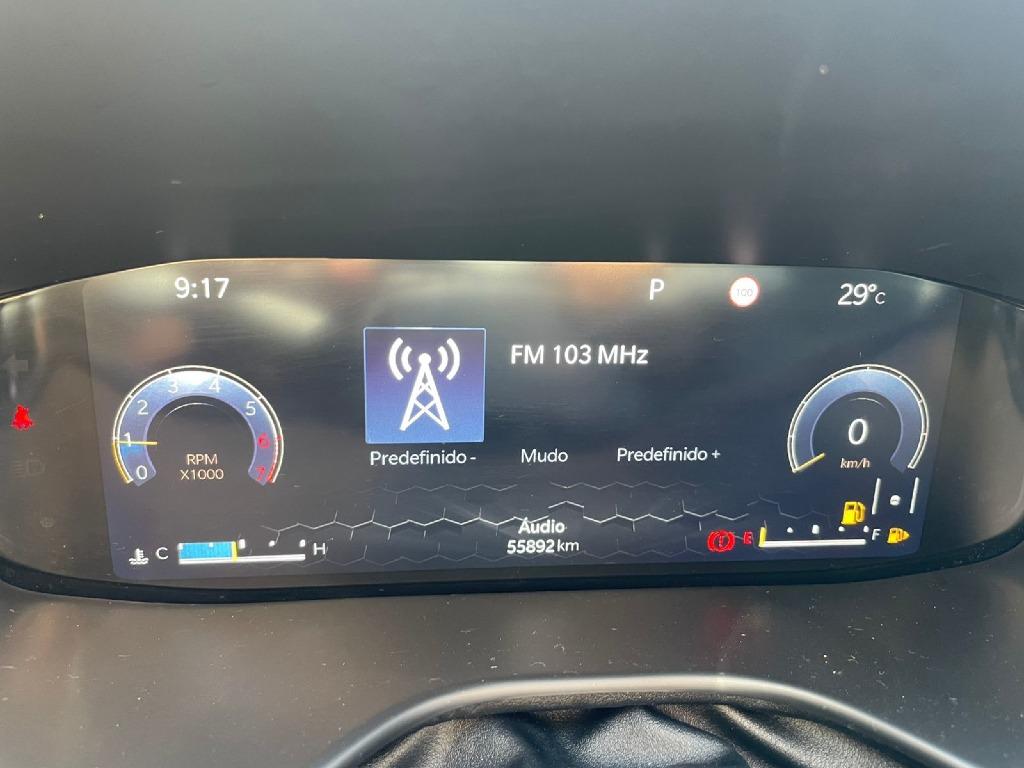 9:17
P
100
29°C
FM 103 MHz
Predefinido -
Mudo
Predefinido +
0
1
2
3
4
5
6
7
RPM
X1000
0
km/h
Áudio
55892 km
C
H
E
F